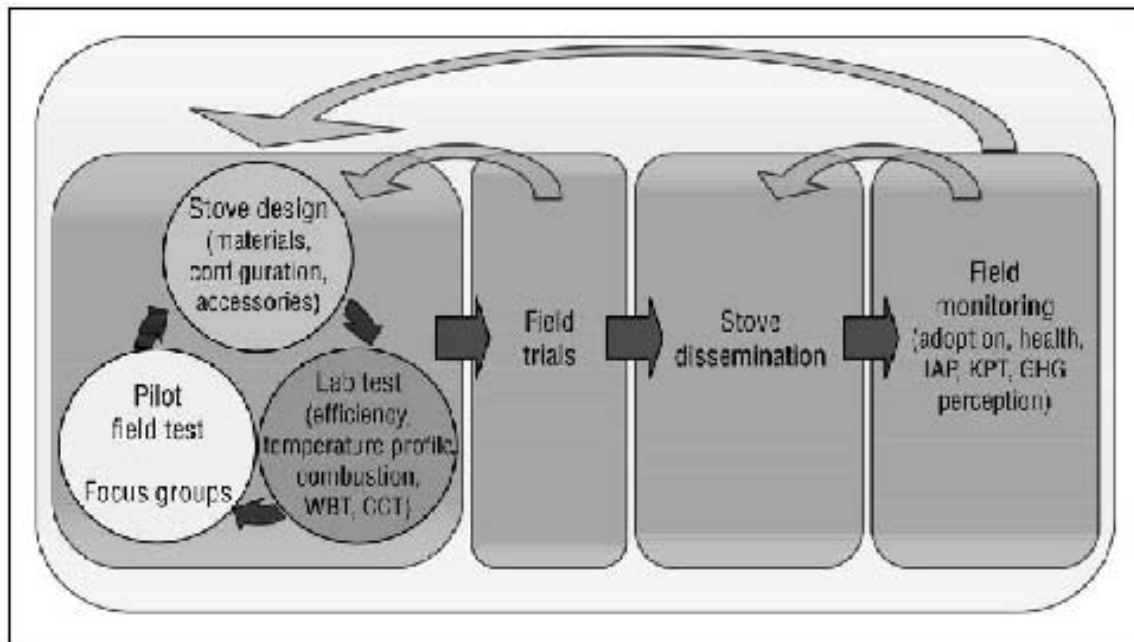 Stove design
(materials,
configuration,
accessories)
Pilot
field test
Focus groups
Lab test
(efficiency,
temperature profile,
combustion,
WBT, CCT)
Field
trials
Stove
dissemination
Field
monitoring
(adoption, health,
IAP, KPT, GHG
perception)